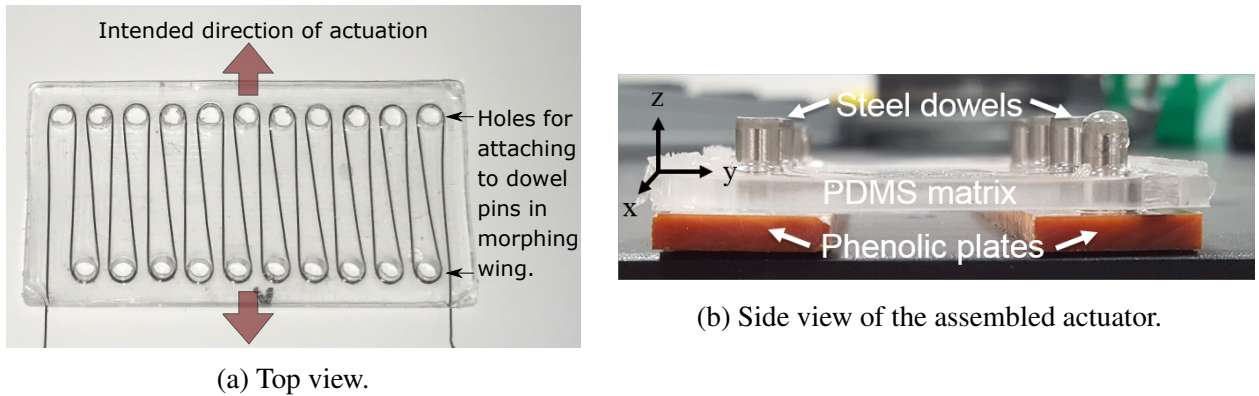 Intended direction of actuation
Holes for
attaching
to dowel
pins in
morphing
wing.
(a) Top view.
Steel dowels
z
y
x
PDMS matrix
Phenolic plates
(b) Side view of the assembled actuator.